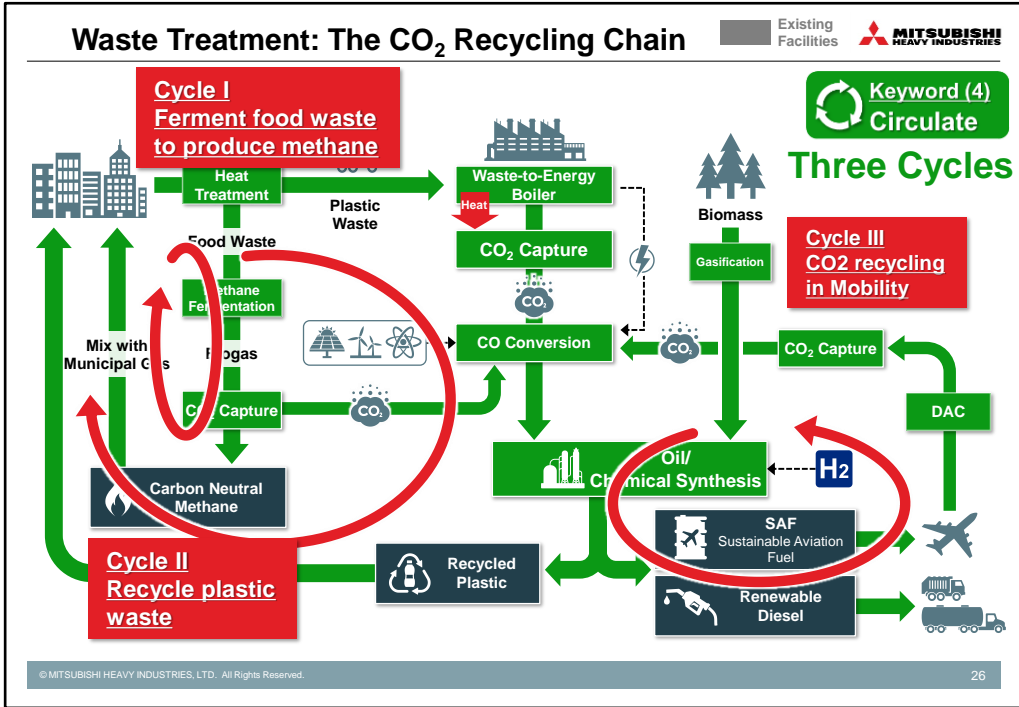 Waste Treatment: The CO₂ Recycling Chain
Existing
Facilities
MITSUBISHI
HEAVY INDUSTRIES
Cycle I
Ferment food waste
to produce methane
Keyword (4)
Circulate
Three Cycles
Heat
Treatment
Plastic
Waste
Waste-to-Energy
Boiler
Heat
CO₂ Capture
CO₂
Biomass
Gasification
Cycle III
CO2 recycling
in Mobility
Food Waste
Methane
Fermentation
Mix with
Municipal Gas
Biogas
CO Conversion
CO₂
CO₂ Capture
CO₂ Capture
CO₂
DAC
Oil/
Chemical Synthesis
H2
Carbon Neutral
Methane
SAF
Sustainable Aviation
Fuel
Cycle II
Recycle plastic
waste
Recycled
Plastic
Renewable
Diesel
© MITSUBISHI HEAVY INDUSTRIES, LTD. All Rights Reserved.
26